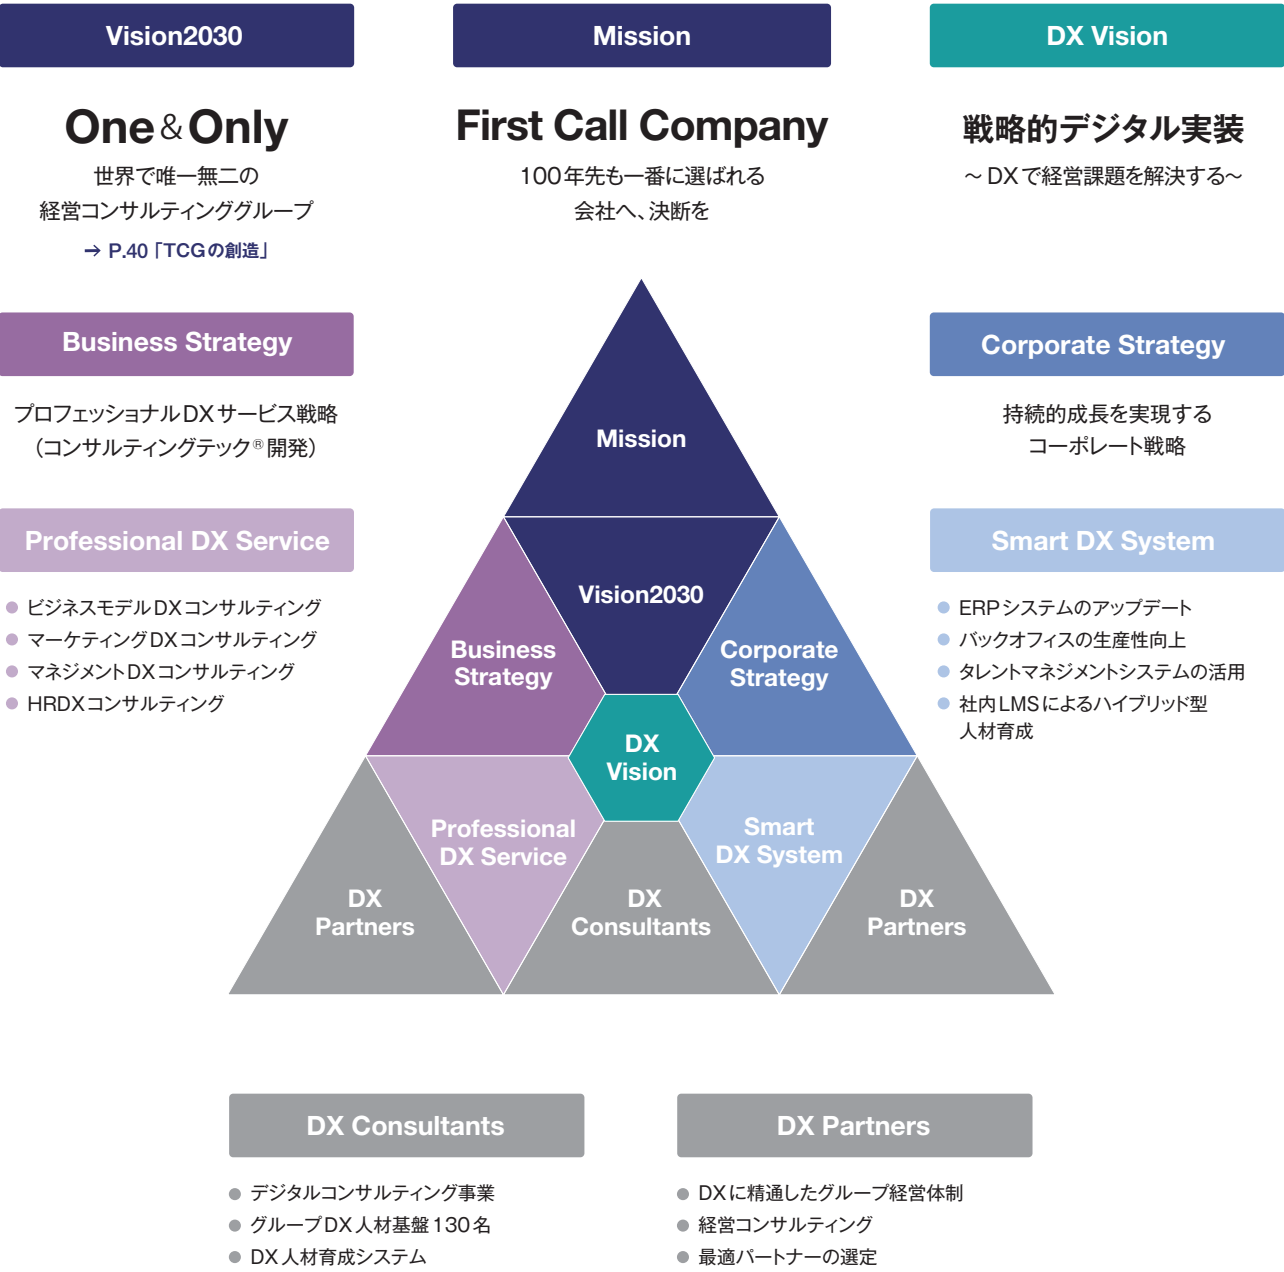 Vision2030
One & Only
世界で唯一無二の
経営コンサルティンググループ
→ P.40「TCGの創造」
Mission
First Call Company
100年先も一番に選ばれる
会社へ、決断を
DX Vision
戦略的デジタル実装
～DXで経営課題を解決する～
Business Strategy
プロフェッショナルDXサービス戦略
（コンサルティングテック®開発）
Corporate Strategy
持続的成長を実現する
コーポレート戦略
Professional DX Service
● ビジネスモデルDXコンサルティング
● マーケティングDXコンサルティング
● マネジメントDXコンサルティング
● HRDXコンサルティング
Smart DX System
● ERPシステムのアップデート
● バックオフィスの生産性向上
● タレントマネジメントシステムの活用
● 社内LMSによるハイブリッド型
人材育成
Mission
Vision2030
Business
Strategy
Corporate
Strategy
DX
Vision
Professional
DX Service
Smart
DX System
DX
Partners
DX
Consultants
DX
Partners
DX Consultants
● デジタルコンサルティング事業
● グループDX人材基盤130名
● DX人材育成システム
DX Partners
● DXに精通したグループ経営体制
● 経営コンサルティング
● 最適パートナーの選定